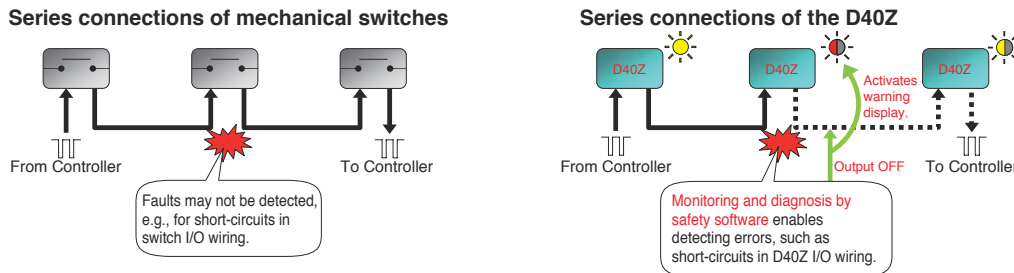 Series connections of mechanical switches
From Controller
To Controller
Faults may not be detected,
e.g., for short-circuits in
switch I/O wiring.
Series connections of the D40Z
D40Z
D40Z
D40Z
Activates
warning
display.
From Controller
Output OFF
To Controller
Monitoring and diagnosis by
safety software enables
detecting errors, such as
short-circuits in D40Z I/O wiring.